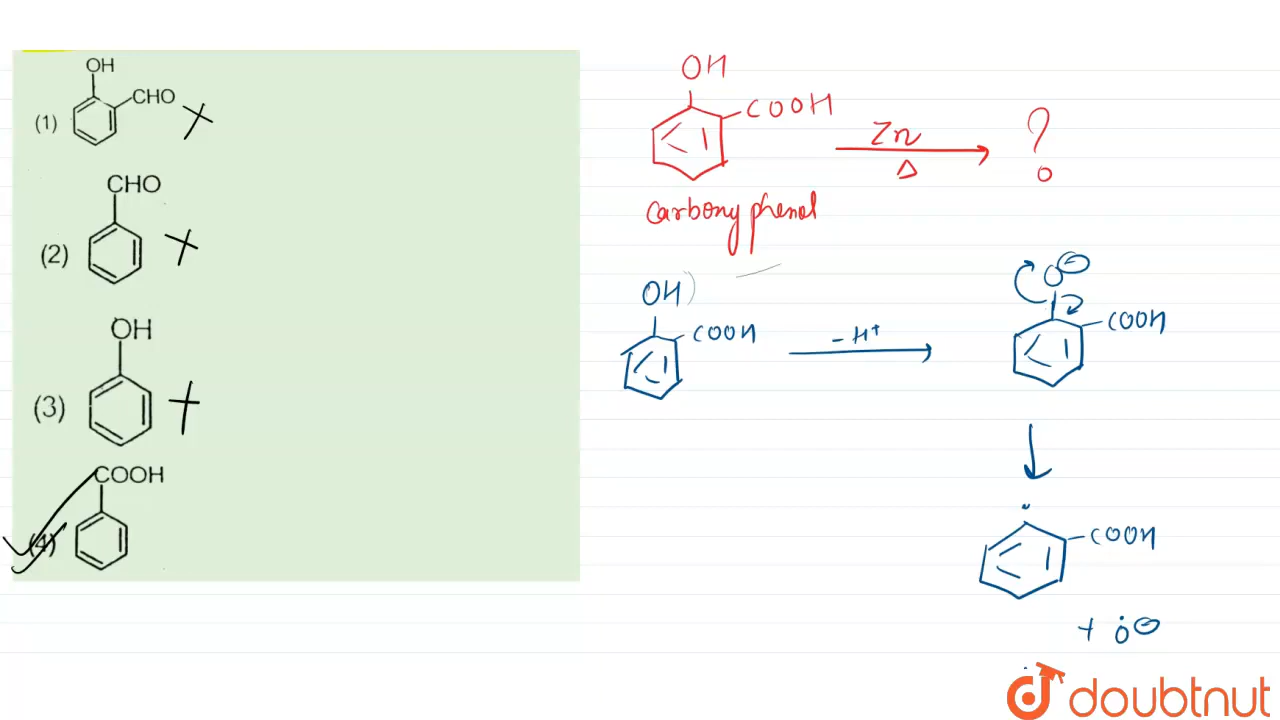 OH
CHO
(1)
CHO
(2)
OH
(3)
COOH
(4)
OH
COOH
Zn
Δ
?
carbony phenol
OH
COOH
- H+
O⊖
COOH
COOH
+ O⊖
doubtnut